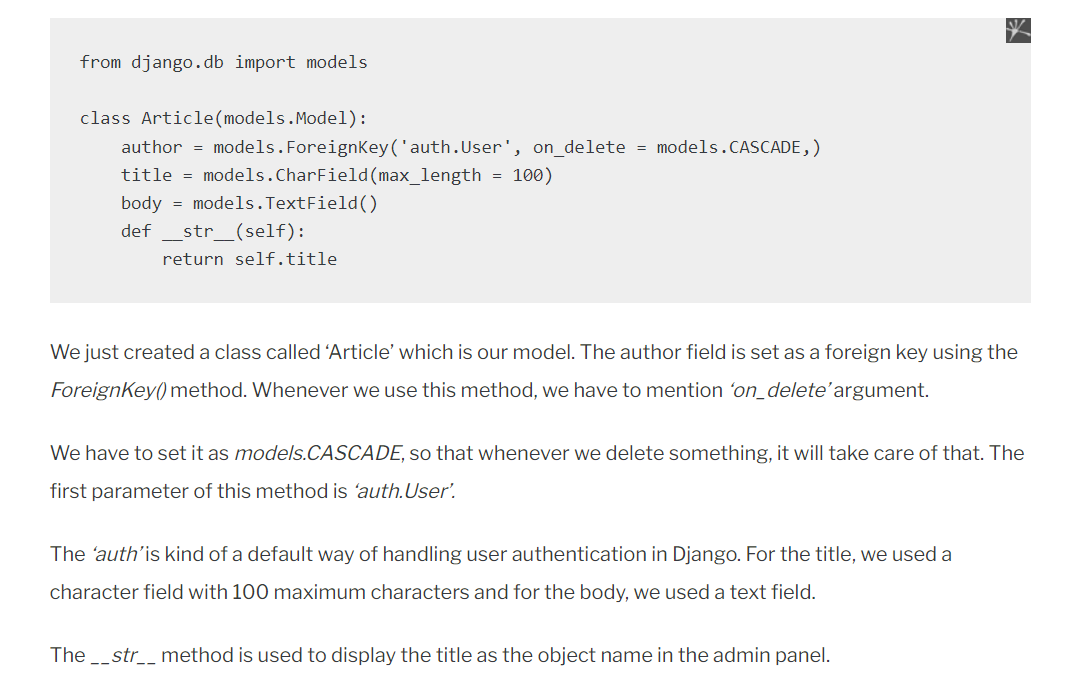 from django.db import models
class Article(models.Model):
    author = models.ForeignKey('auth.User', on_delete = models.CASCADE,)
    title = models.CharField(max_length = 100)
    body = models.TextField()
    def __str__(self):
        return self.title
We just created a class called ‘Article’ which is our model. The author field is set as a foreign key using the
ForeignKey() method. Whenever we use this method, we have to mention ‘on_delete’ argument.
We have to set it as models.CASCADE, so that whenever we delete something, it will take care of that. The
first parameter of this method is ‘auth.User’.
The ‘auth’ is kind of a default way of handling user authentication in Django. For the title, we used a
character field with 100 maximum characters and for the body, we used a text field.
The __str__ method is used to display the title as the object name in the admin panel.